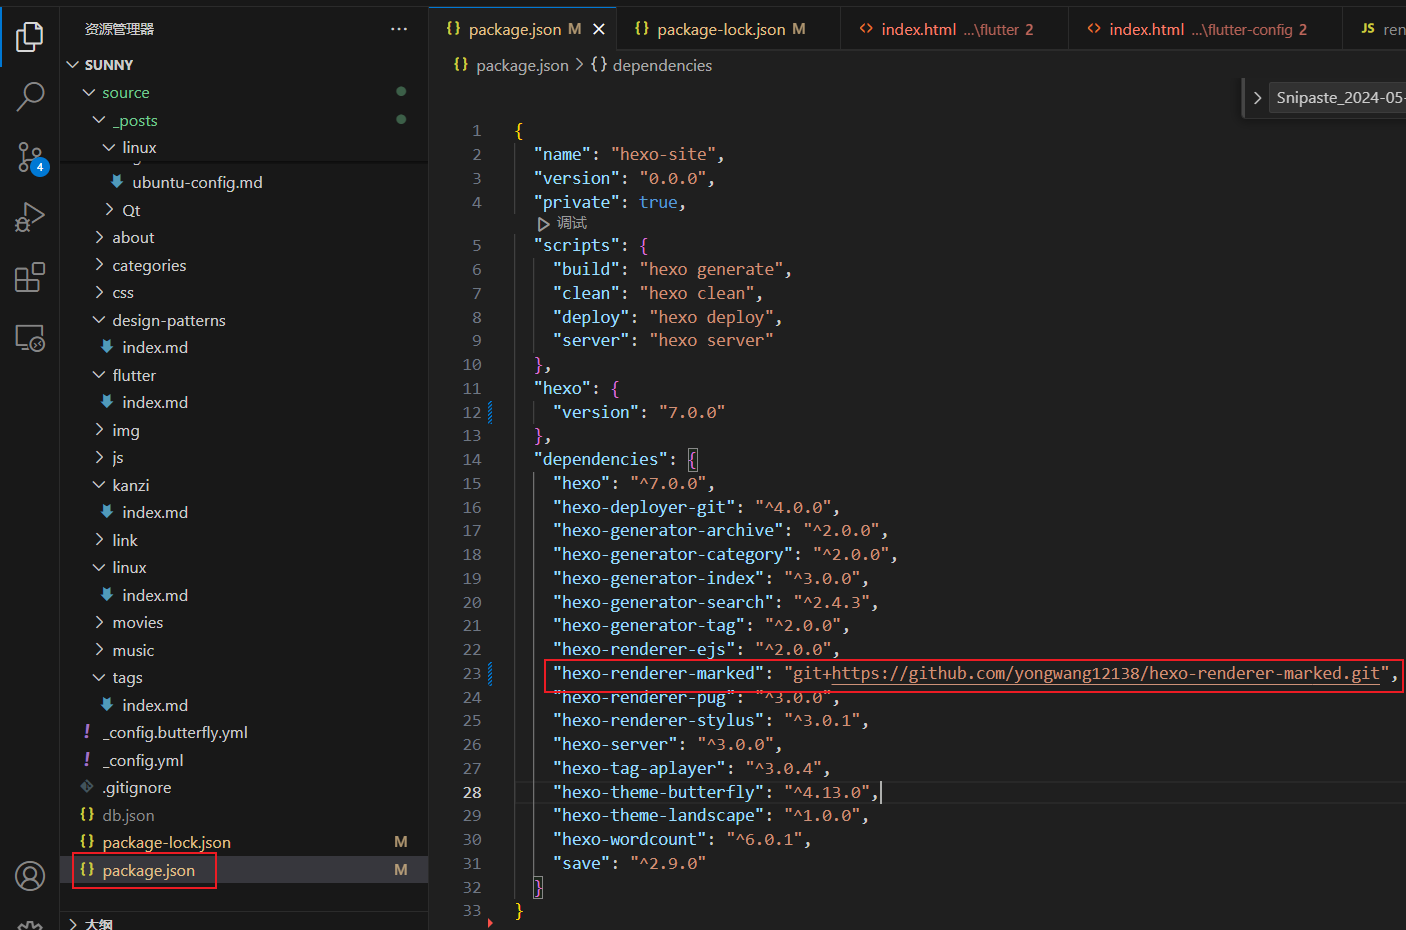 资源管理器
SUNNY
source
_posts
linux
ubuntu-config.md
Qt
about
categories
css
design-patterns
index.md
flutter
index.md
img
js
kanzi
index.md
link
linux
index.md
movies
music
tags
index.md
_config.butterfly.yml
_config.yml
.gitignore
db.json
package-lock.json M
package.json M
大纲
4
package.json M
package-lock.json M
index.html ...\flutter 2
index.html ...\flutter-config 2
JS ren
package.json > {} dependencies
Snipaste_2024-05-
1 {
2 "name": "hexo-site",
3 "version": "0.0.0",
4 "private": true,
调试
5 "scripts": {
6 "build": "hexo generate",
7 "clean": "hexo clean",
8 "deploy": "hexo deploy",
9 "server": "hexo server"
10 },
11 "hexo": {
12 "version": "7.0.0"
13 },
14 "dependencies": {
15 "hexo": "^7.0.0",
16 "hexo-deployer-git": "^4.0.0",
17 "hexo-generator-archive": "^2.0.0",
18 "hexo-generator-category": "^2.0.0",
19 "hexo-generator-index": "^3.0.0",
20 "hexo-generator-search": "^2.4.3",
21 "hexo-generator-tag": "^2.0.0",
22 "hexo-renderer-ejs": "^2.0.0",
23 "hexo-renderer-marked": "git+https://github.com/yongwang12138/hexo-renderer-marked.git",
24 "hexo-renderer-pug": "^3.0.0",
25 "hexo-renderer-stylus": "^3.0.1",
26 "hexo-server": "^3.0.0",
27 "hexo-tag-aplayer": "^3.0.4",
28 "hexo-theme-butterfly": "^4.13.0",
29 "hexo-theme-landscape": "^1.0.0",
30 "hexo-wordcount": "^6.0.1",
31 "save": "^2.9.0"
32 }
33 }